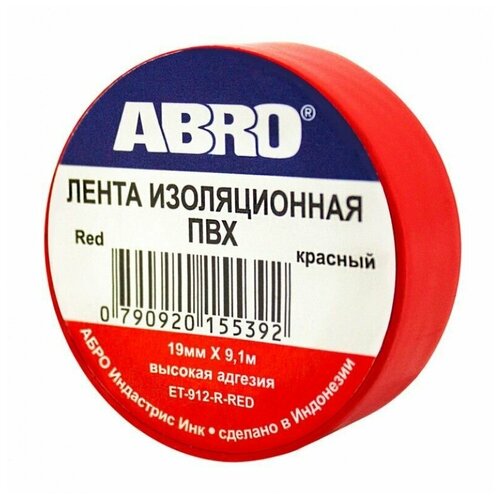 ABRO®
ЛЕНТА ИЗОЛЯЦИОННАЯ
ПВХ
Red
красный
0 790920 155392
19мм X 9,1м
высокая адгезия
ET-912-R-RED
АБРО Индастрис Инк • сделано в Индонезии